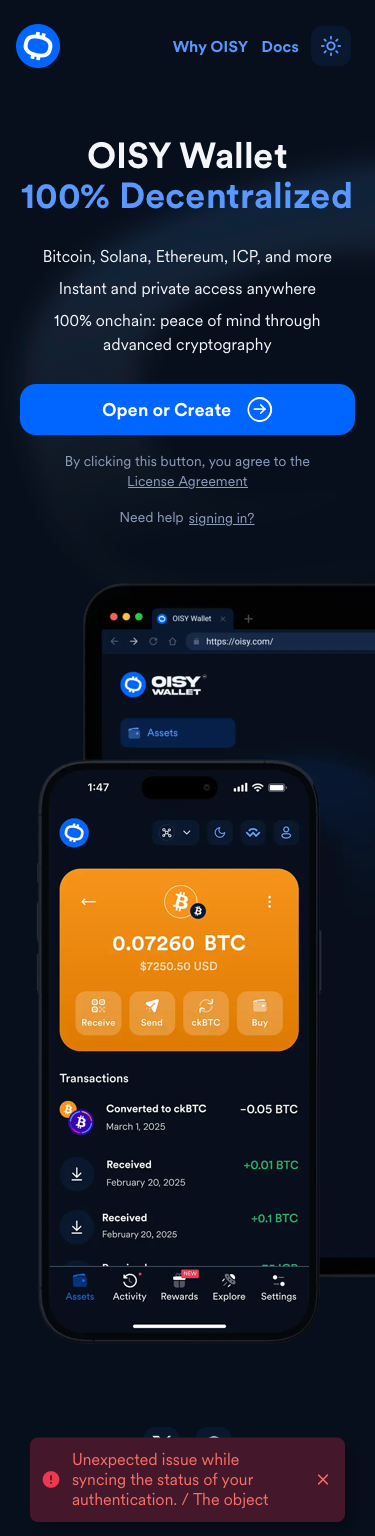 Why OISY Docs
OISY Wallet
100% Decentralized
Bitcoin, Solana, Ethereum, ICP, and more
Instant and private access anywhere
100% onchain: peace of mind through
advanced cryptography
Open or Create
By clicking this button, you agree to the
License Agreement
Need help signing in?
OISY Wallet
https://oisy.com/
OISY
WALLET
Assets
1:47
0.07260 BTC
$7250.50 USD
Receive Send ckBTC Buy
Transactions
Converted to ckBTC -0.05 BTC
March 1, 2025
Received +0.01 BTC
February 20, 2025
Received +0.1 BTC
February 20, 2025
NEW
Assets Activity Rewards Explore Settings
Unexpected issue while
syncing the status of your
authentication. / The object